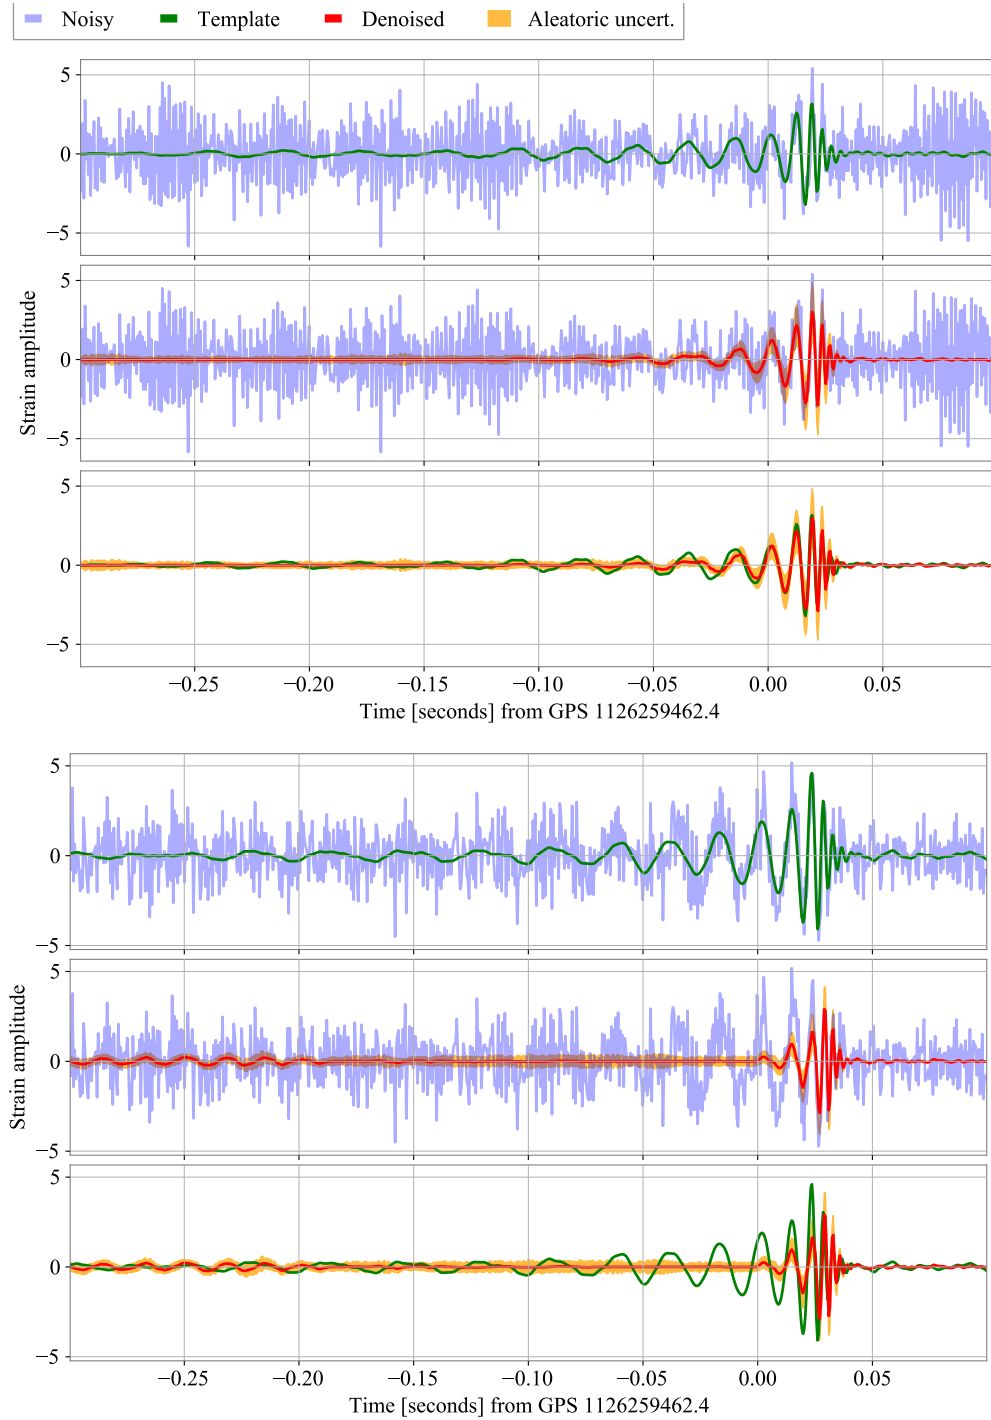 Noisy Template Denoised Aleatoric uncert.
5
0
−5
5
0
−5
Strain amplitude
5
0
−5
−0.25 −0.20 −0.15 −0.10 −0.05 0.00 0.05
Time [seconds] from GPS 1126259462.4
5
0
−5
5
0
−5
Strain amplitude
5
0
−5
−0.25 −0.20 −0.15 −0.10 −0.05 0.00 0.05
Time [seconds] from GPS 1126259462.4